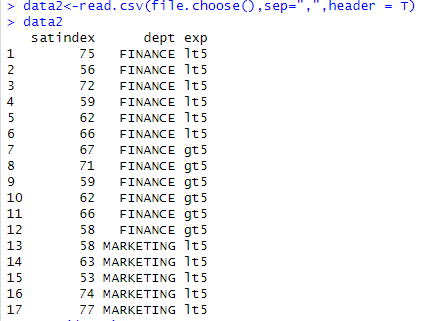 > data2<-read.csv(file.choose(),sep=",",header = T)
> data2
   satindex      dept exp
1        75   FINANCE lt5
2        56   FINANCE lt5
3        72   FINANCE lt5
4        59   FINANCE lt5
5        62   FINANCE lt5
6        66   FINANCE lt5
7        67   FINANCE gt5
8        71   FINANCE gt5
9        59   FINANCE gt5
10       62   FINANCE gt5
11       66   FINANCE gt5
12       58   FINANCE gt5
13       58 MARKETING lt5
14       63 MARKETING lt5
15       53 MARKETING lt5
16       74 MARKETING lt5
17       77 MARKETING lt5